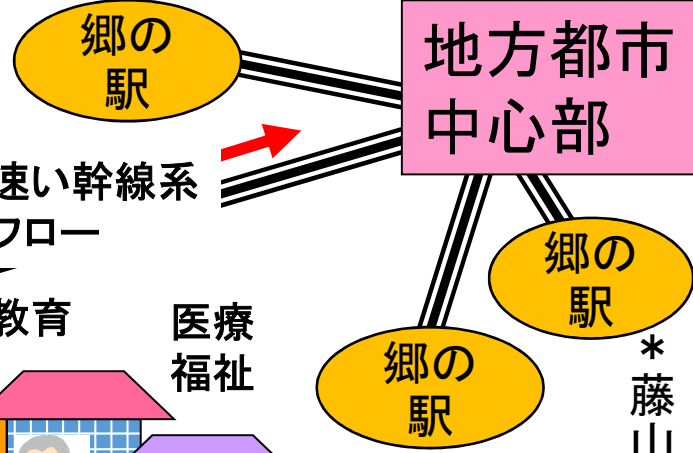 郷の
駅
地方都市
中心部
速い幹線系
フロー
郷の
駅
教育
医療
福祉
郷の
駅
*
藤
山